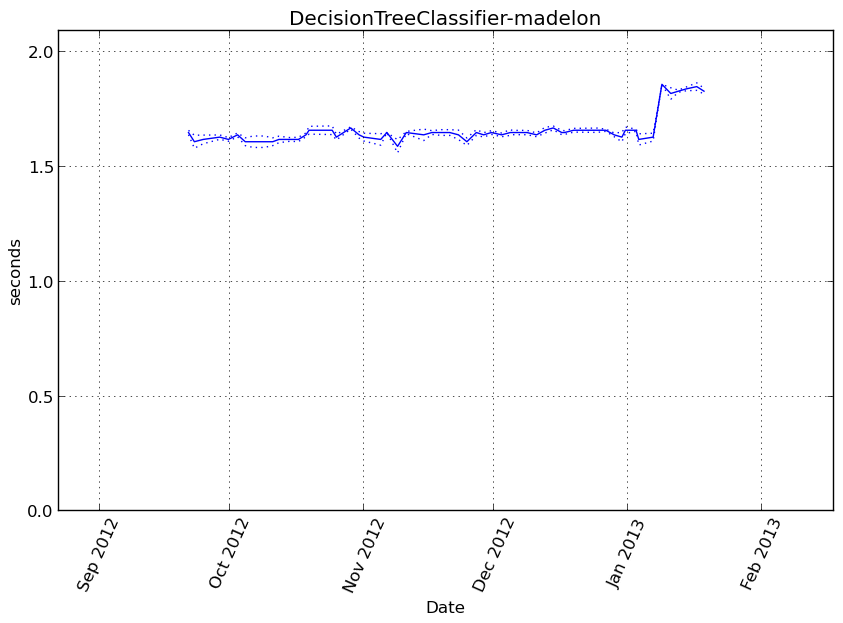 DecisionTreeClassifier-madelon
2.0
1.5
1.0
0.5
0.0
seconds
Sep 2012
Oct 2012
Nov 2012
Dec 2012
Jan 2013
Feb 2013
Date